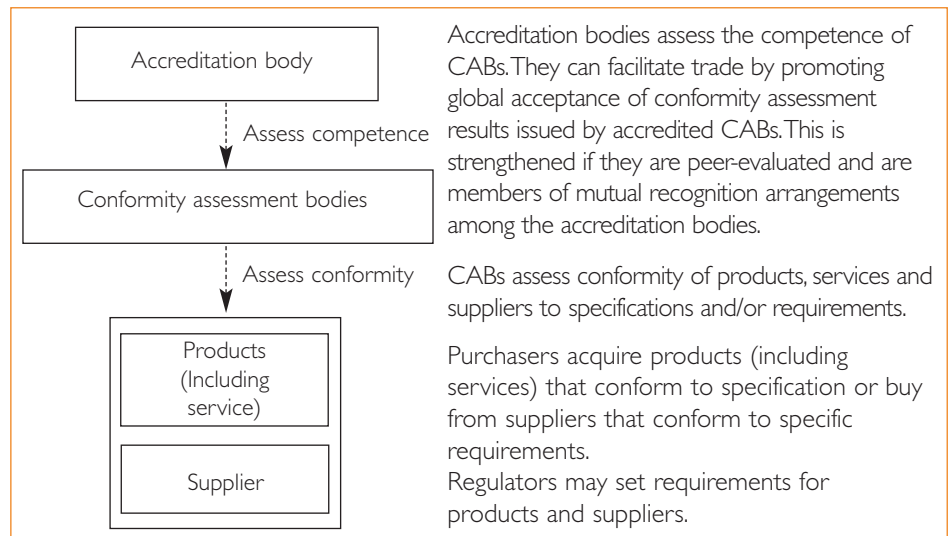 Accreditation body
Assess competence
Conformity assessment bodies
Assess conformity
Products
(Including
service)
Supplier
Accreditation bodies assess the competence of
CABs.They can facilitate trade by promoting
global acceptance of conformity assessment
results issued by accredited CABs.This is
strengthened if they are peer-evaluated and are
members of mutual recognition arrangements
among the accreditation bodies.
CABs assess conformity of products, services and
suppliers to specifications and/or requirements.
Purchasers acquire products (including
services) that conform to specification or buy
from suppliers that conform to specific
requirements.
Regulators may set requirements for
products and suppliers.